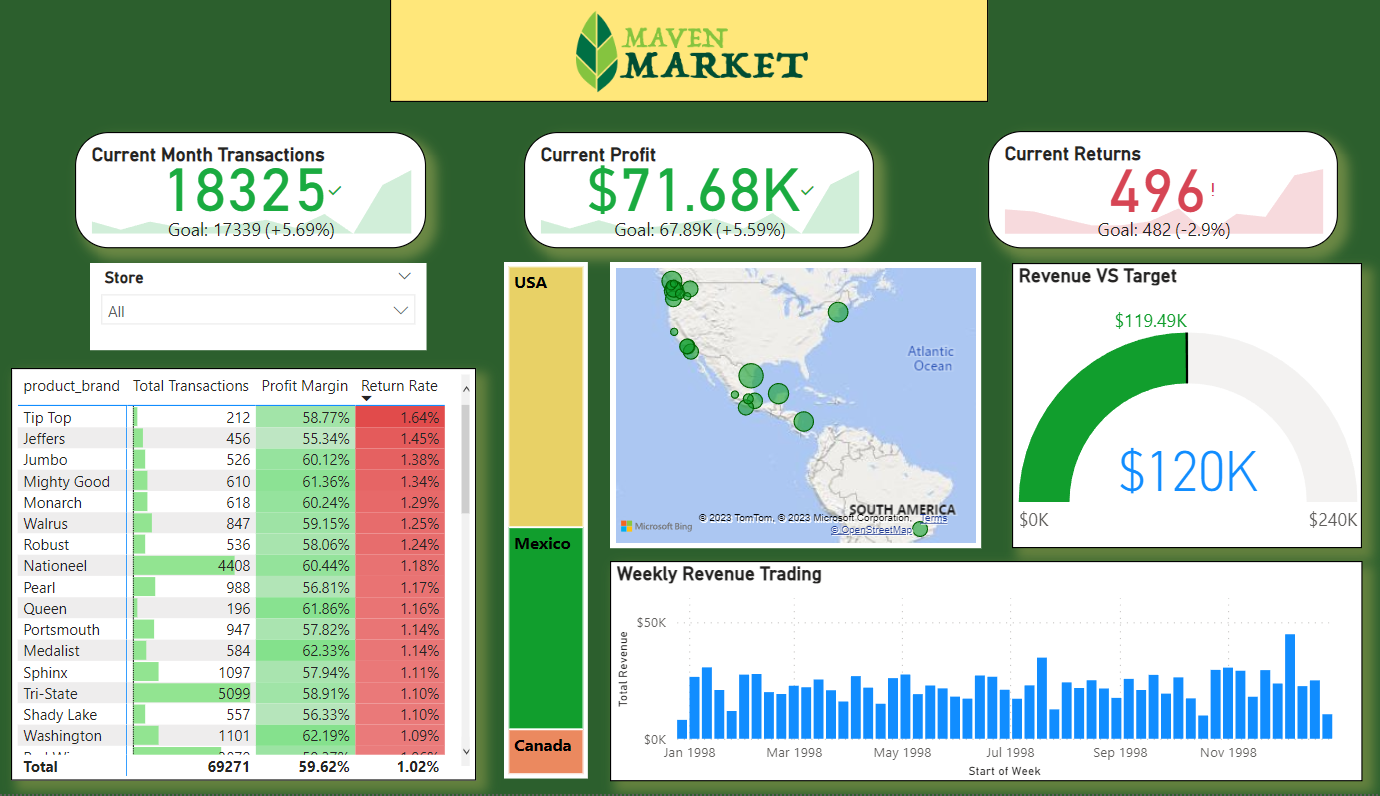 MAVEN
MARKET
Current Month Transactions
18325
Goal: 17339 (+5.69%)
Current Profit
$71.68K
Goal: 67.89K (+5.59%)
Current Returns
496!
Goal: 482 (-2.9%)
Store
All
product_brand Total Transactions Profit Margin Return Rate
Tip Top 212 58.77% 1.64%
Jeffers 456 55.34% 1.45%
Jumbo 526 60.12% 1.38%
Mighty Good 610 61.36% 1.34%
Monarch 618 60.24% 1.29%
Walrus 847 59.15% 1.25%
Robust 536 58.06% 1.24%
Nationeel 4408 60.44% 1.18%
Pearl 988 56.81% 1.17%
Queen 196 61.86% 1.16%
Portsmouth 947 57.82% 1.14%
Medalist 584 62.33% 1.14%
Sphinx 1097 57.94% 1.11%
Tri-State 5099 58.91% 1.10%
Shady Lake 557 56.33% 1.10%
Washington 1101 62.19% 1.09%
Total 69271 59.62% 1.02%
USA
Mexico
Canada
Atlantic
Ocean
SOUTH AMERICA
Microsoft Bing
© 2023 TomTom, © 2023 Microsoft Corporation, Terms
© OpenStreetMap
Revenue VS Target
$119.49K
$120K
$0K $240K
Weekly Revenue Trading
Total Revenue
$50K
$0K
Jan 1998 Mar 1998 May 1998 Jul 1998 Sep 1998 Nov 1998
Start of Week